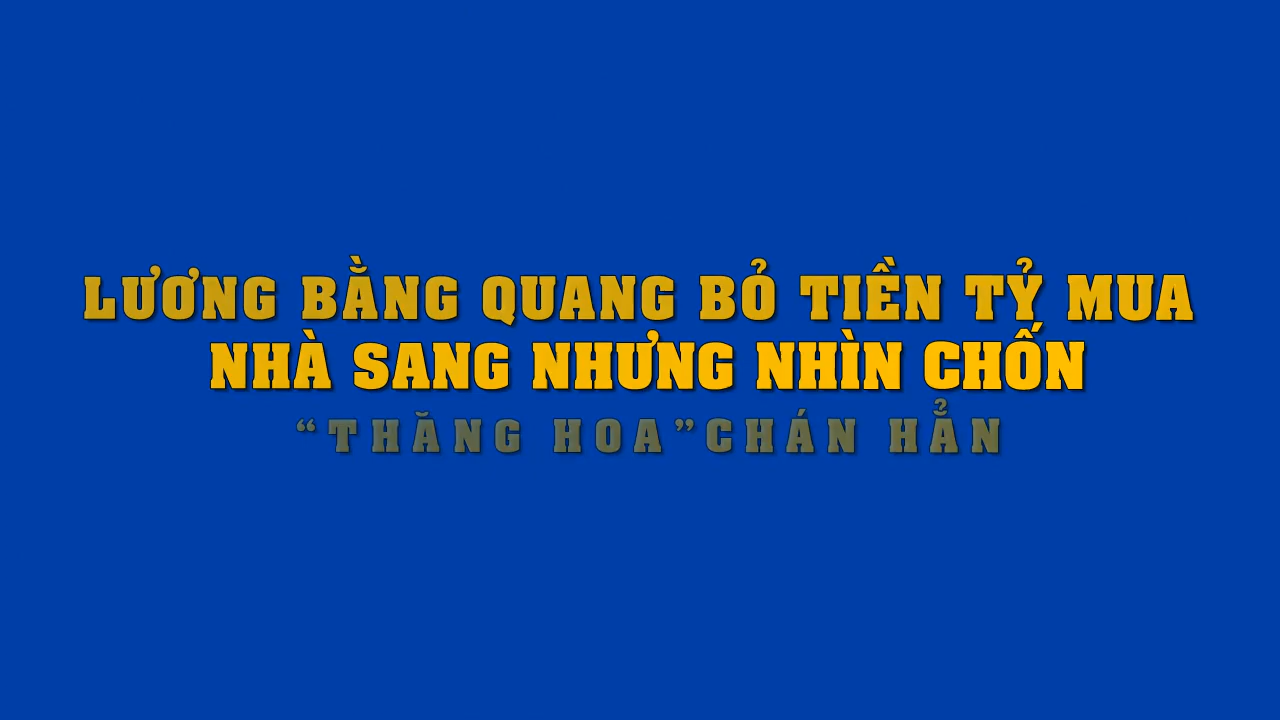 LƯƠNG BẰNG QUANG BỎ TIỀN TỶ MUA
NHÀ SANG NHƯNG NHÌN CHỐN
“THĂNG HOA”CHÁN HẲN